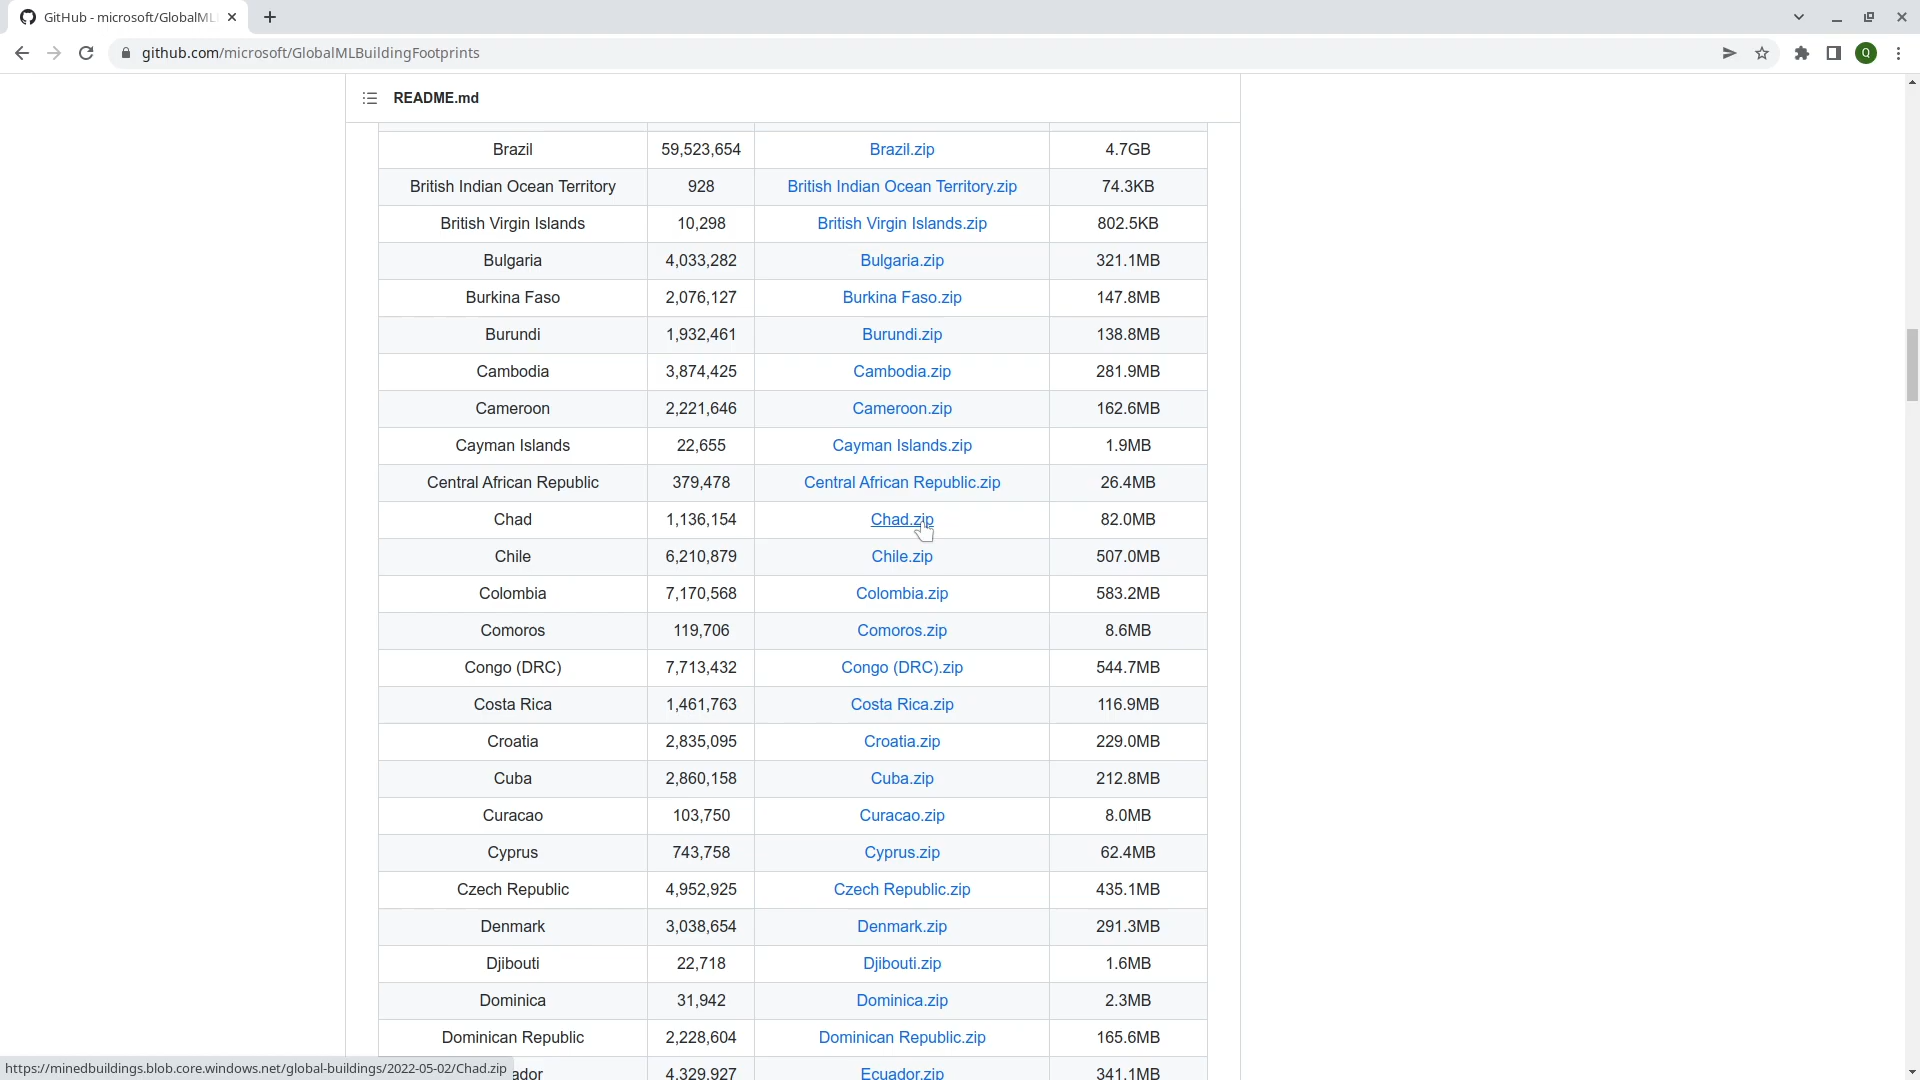 GitHub - microsoft/GlobalML
github.com/microsoft/GlobalMLBuildingFootprints
Q
README.md
Brazil 59,523,654 Brazil.zip 4.7GB
British Indian Ocean Territory 928 British Indian Ocean Territory.zip 74.3KB
British Virgin Islands 10,298 British Virgin Islands.zip 802.5KB
Bulgaria 4,033,282 Bulgaria.zip 321.1MB
Burkina Faso 2,076,127 Burkina Faso.zip 147.8MB
Burundi 1,932,461 Burundi.zip 138.8MB
Cambodia 3,874,425 Cambodia.zip 281.9MB
Cameroon 2,221,646 Cameroon.zip 162.6MB
Cayman Islands 22,655 Cayman Islands.zip 1.9MB
Central African Republic 379,478 Central African Republic.zip 26.4MB
Chad 1,136,154 Chad.zip 82.0MB
Chile 6,210,879 Chile.zip 507.0MB
Colombia 7,170,568 Colombia.zip 583.2MB
Comoros 119,706 Comoros.zip 8.6MB
Congo (DRC) 7,713,432 Congo (DRC).zip 544.7MB
Costa Rica 1,461,763 Costa Rica.zip 116.9MB
Croatia 2,835,095 Croatia.zip 229.0MB
Cuba 2,860,158 Cuba.zip 212.8MB
Curacao 103,750 Curacao.zip 8.0MB
Cyprus 743,758 Cyprus.zip 62.4MB
Czech Republic 4,952,925 Czech Republic.zip 435.1MB
Denmark 3,038,654 Denmark.zip 291.3MB
Djibouti 22,718 Djibouti.zip 1.6MB
Dominica 31,942 Dominica.zip 2.3MB
Dominican Republic 2,228,604 Dominican Republic.zip 165.6MB
ador 4,329,927 Ecuador.zip 341.1MB
https://minedbuildings.blob.core.windows.net/global-buildings/2022-05-02/Chad.zip